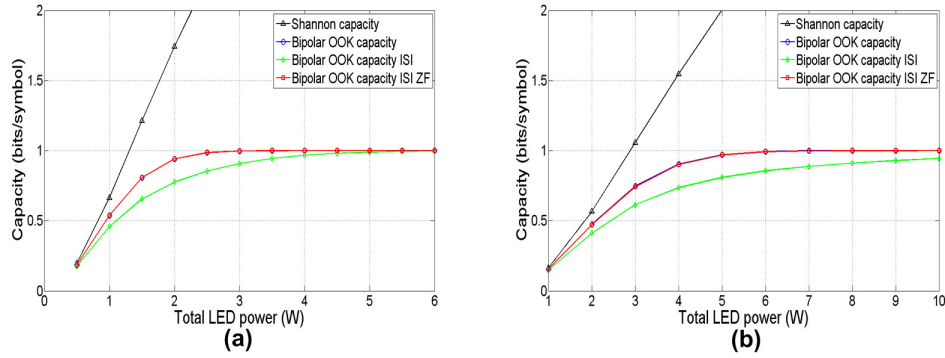 2
1.5
1
0.5
0
Capacity (bits/symbol)
Shannon capacity
Bipolar OOK capacity
Bipolar OOK capacity ISI
Bipolar OOK capacity ISI ZF
0 1 2 3 4 5 6
Total LED power (W)
(a)
2
1.5
1
0.5
0
Capacity (bits/symbol)
Shannon capacity
Bipolar OOK capacity
Bipolar OOK capacity ISI
Bipolar OOK capacity ISI ZF
1 2 3 4 5 6 7 8 9 10
Total LED power (W)
(b)